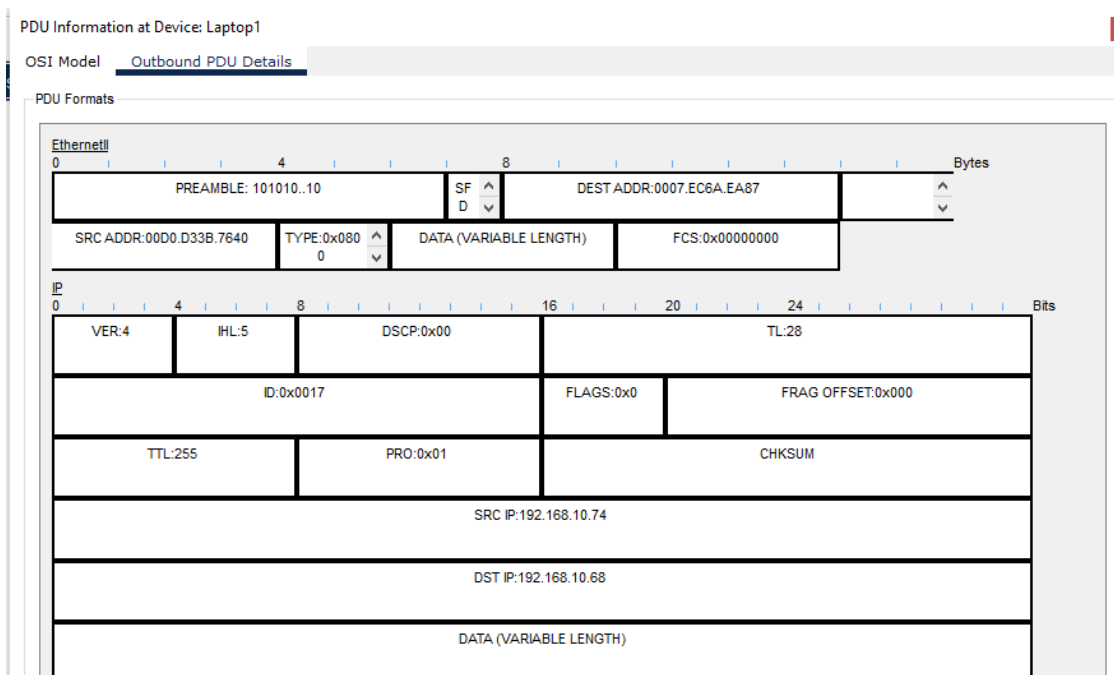 PDU Information at Device: Laptop1
OSI Model Outbound PDU Details
PDU Formats
EthernetII
0 4 8 Bytes
PREAMBLE: 101010..10 SF D DEST ADDR:0007.EC6A.EA87
SRC ADDR:00D0.D33B.7640 TYPE:0x080 0 DATA (VARIABLE LENGTH) FCS:0x00000000
IP
0 4 8 16 20 24 Bits
VER:4 IHL:5 DSCP:0x00 TL:28
ID:0x0017 FLAGS:0x0 FRAG OFFSET:0x000
TTL:255 PRO:0x01 CHKSUM
SRC IP:192.168.10.74
DST IP:192.168.10.68
DATA (VARIABLE LENGTH)